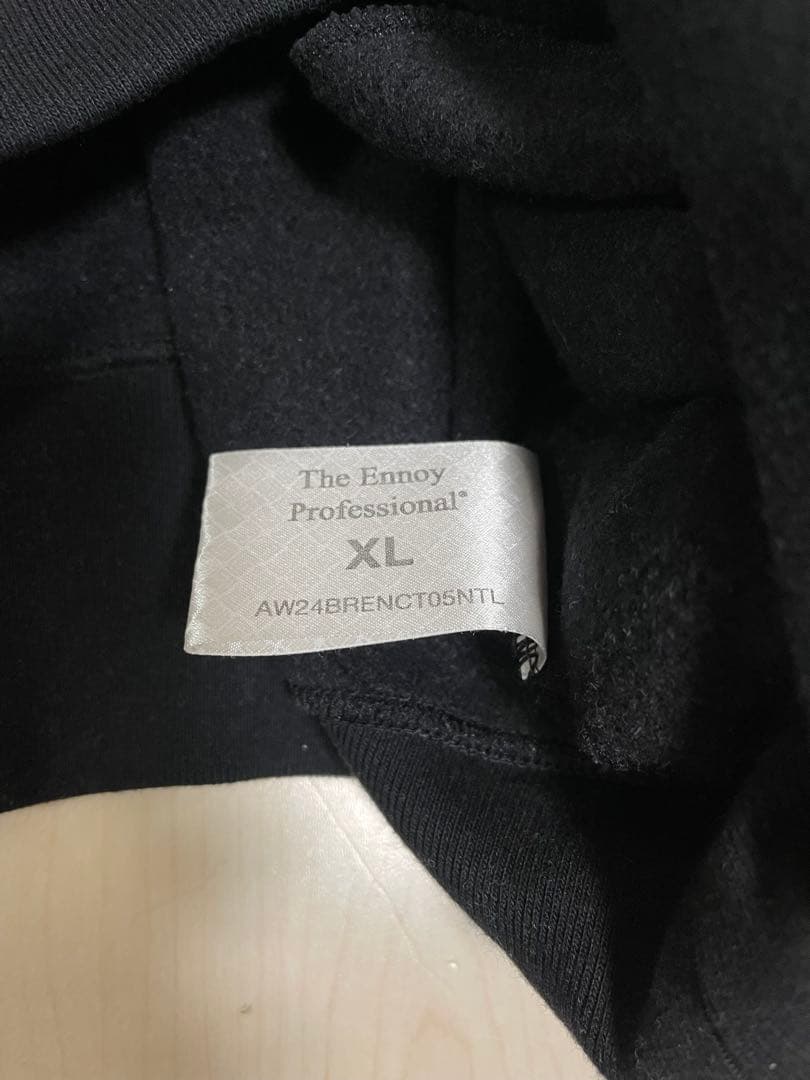 The Ennoy
Professional®
XL
AW24BRENCT05NTL